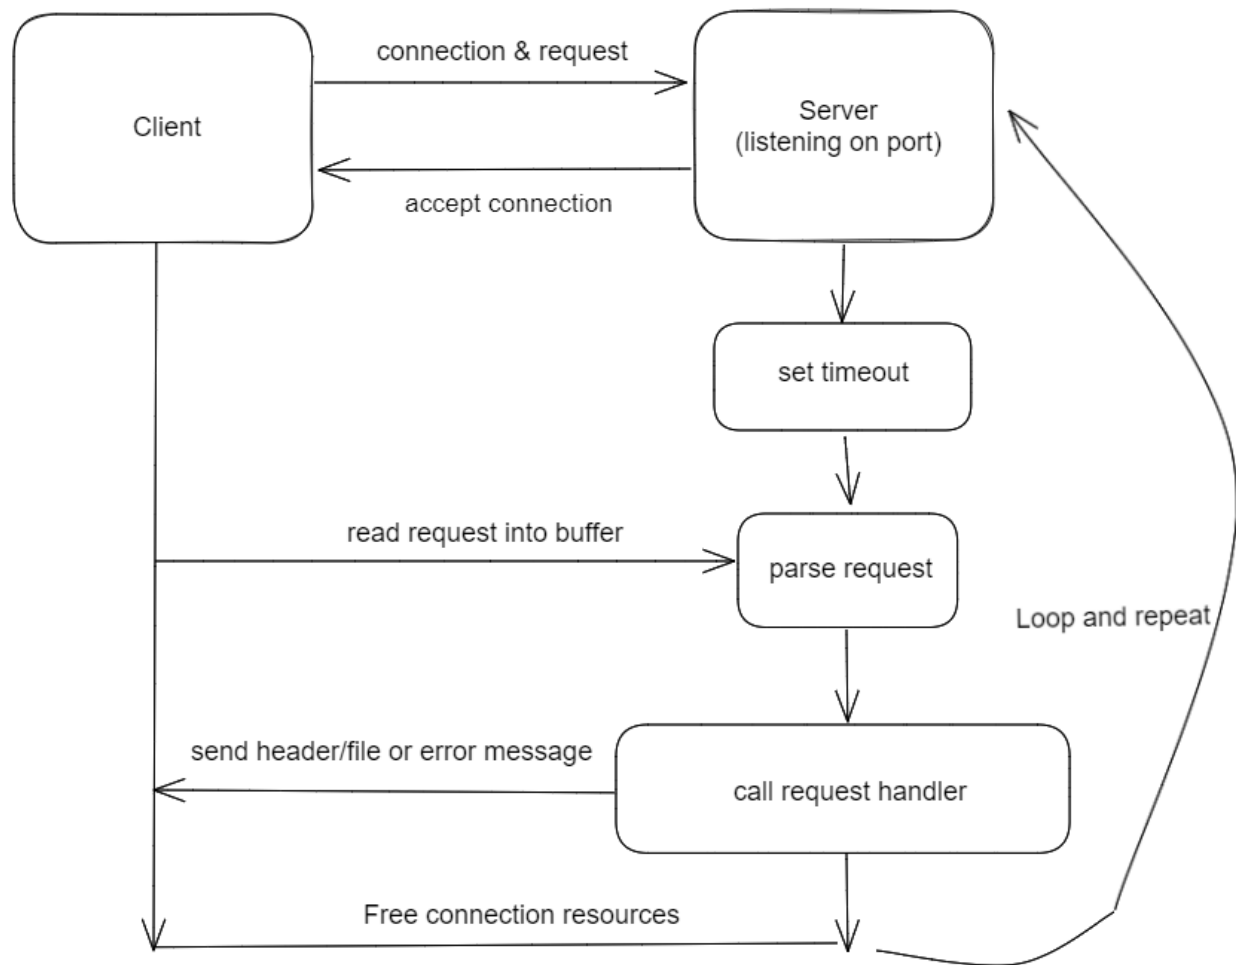 connection & request
Client
Server
(listening on port)
accept connection
set timeout
read request into buffer
parse request
Loop and repeat
send header/file or error message
call request handler
Free connection resources